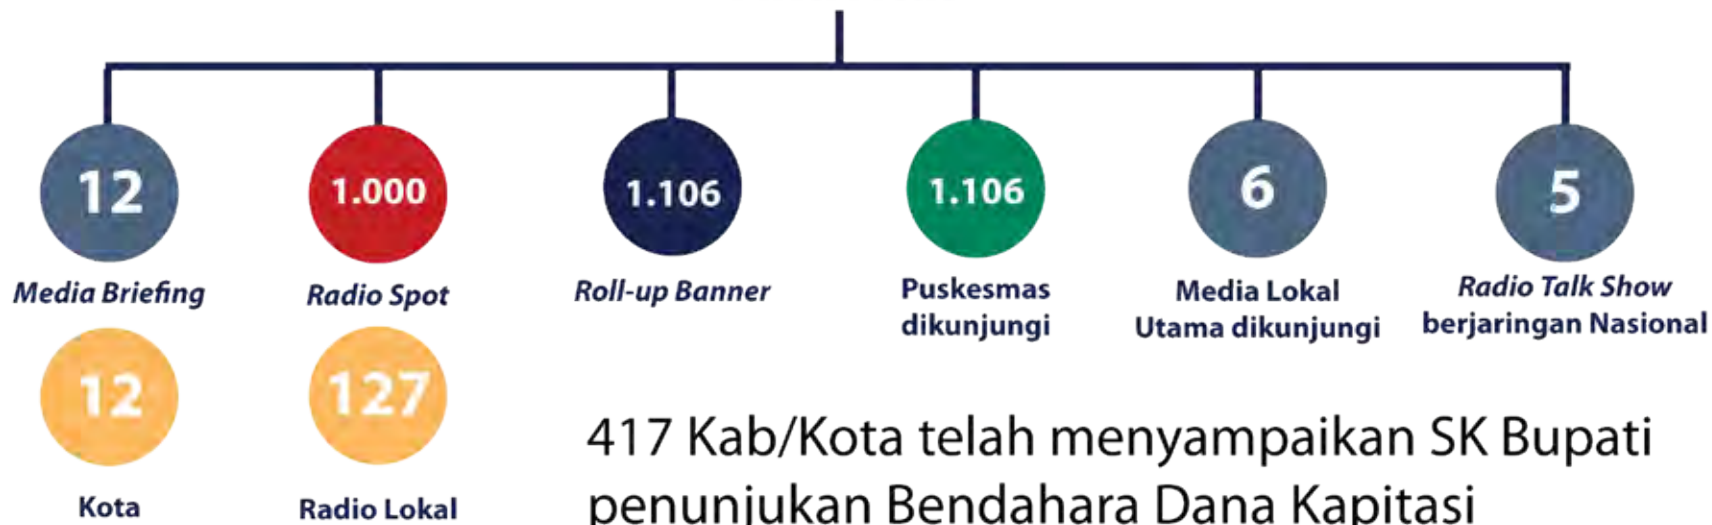 12
Media Briefing
12
Kota
1.000
Radio Spot
127
Radio Lokal
1.106
Roll-up Banner
1.106
Puskesmas
dikunjungi
6
Media Lokal
Utama dikunjungi
5
Radio Talk Show
berjaringan Nasional
417 Kab/Kota telah menyampaikan SK Bupati
penunjukan Bendahara Dana Kapitasi